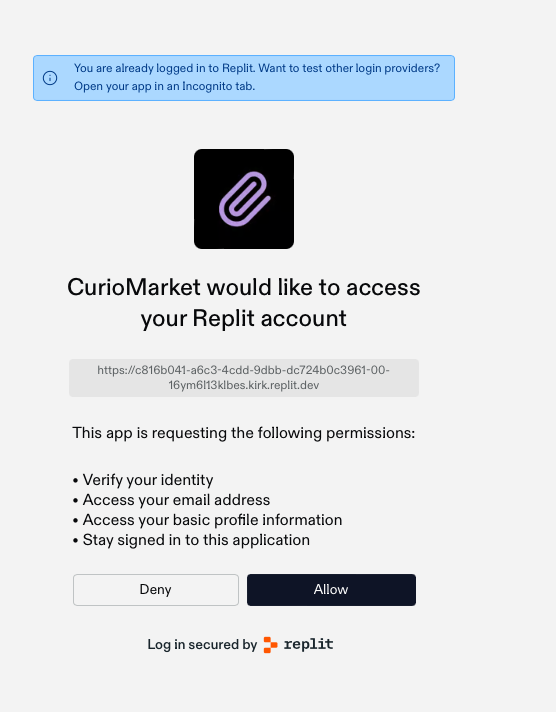 You are already logged in to Replit. Want to test other login providers?
Open your app in an Incognito tab.
CurioMarket would like to access
your Replit account
https://c816b041-a6c3-4cdd-9dbb-dc724b0c3961-00-
16ym6l13klbes.kirk.replit.dev
This app is requesting the following permissions:
• Verify your identity
• Access your email address
• Access your basic profile information
• Stay signed in to this application
Deny
Allow
Log in secured by replit